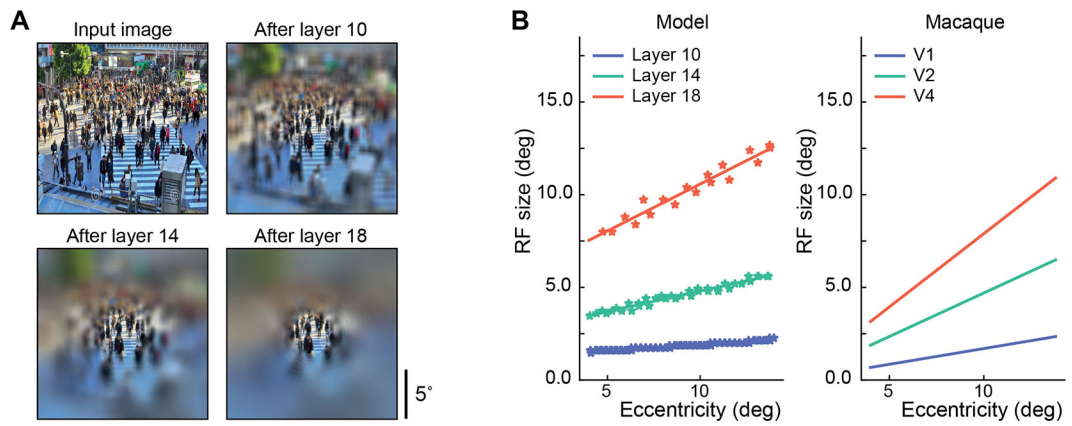 A
Input image
After layer 10
After layer 14
After layer 18
5°
B
Model
Layer 10
Layer 14
Layer 18
RF size (deg)
15.0
10.0
5.0
0.0
5
10
Eccentricity (deg)
Macaque
V1
V2
V4
RF size (deg)
15.0
10.0
5.0
0.0
5
10
Eccentricity (deg)